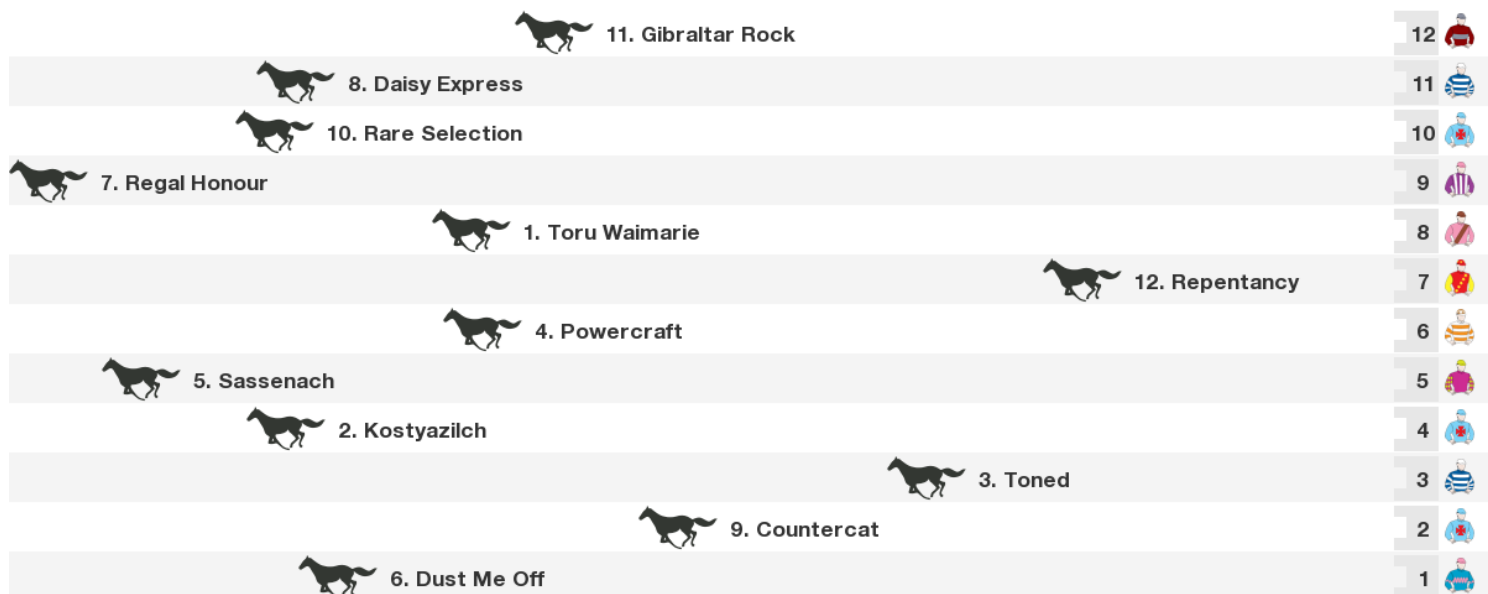 11. Gibraltar Rock 12
8. Daisy Express 11
10. Rare Selection 10
7. Regal Honour 9
1. Toru Waimarie 8
12. Repentancy 7
4. Powercraft 6
5. Sassenach 5
2. Kostyazilch 4
3. Toned 3
9. Countercat 2
6. Dust Me Off 1